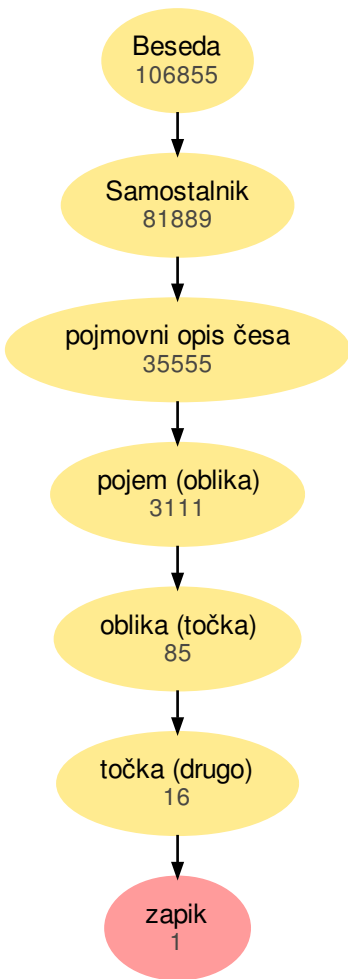 Beseda
106855
Samostalnik
81889
pojmovni opis česa
35555
pojem (oblika)
3111
oblika (točka)
85
točka (drugo)
16
zapik
1